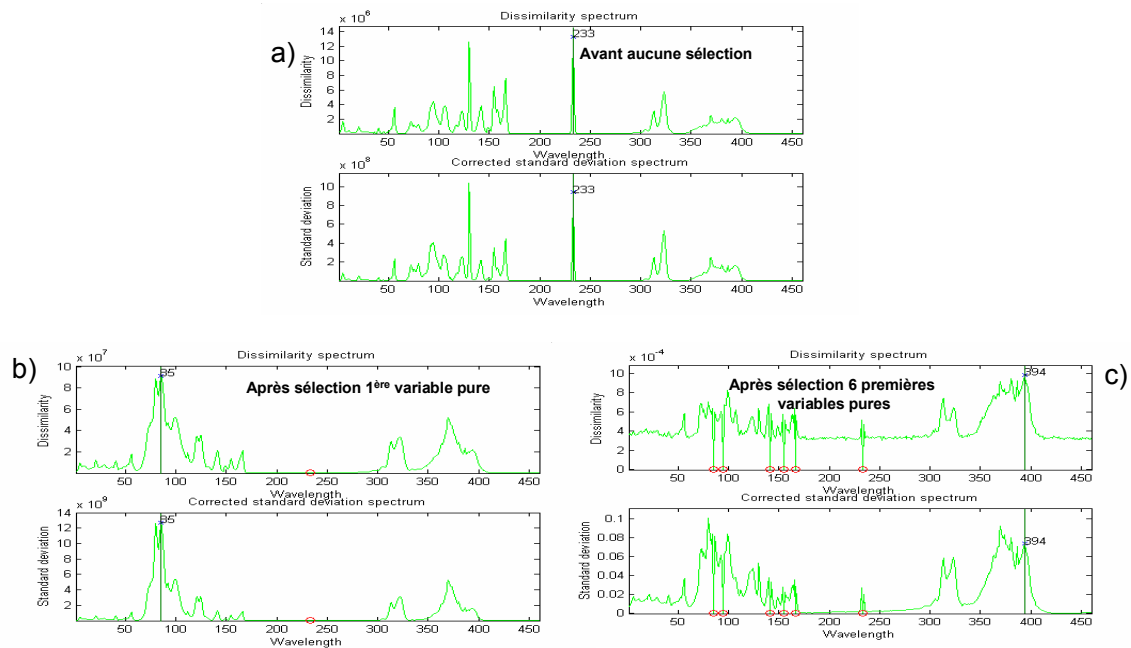 a)
Dissimilarity spectrum
x 10^6
14
12
10
8
6
4
2
Dissimilarity
233
Avant aucune sélection
50 100 150 200 250 300 350 400 450
Wavelength
Corrected standard deviation spectrum
x 10^8
10
8
6
4
2
Standard deviation
233
50 100 150 200 250 300 350 400 450
Wavelength
b)
Dissimilarity spectrum
x 10^7
10
8
6
4
2
Dissimilarity
85
Après sélection 1ère variable pure
50 100 150 200 250 300 350 400 450
Wavelength
Corrected standard deviation spectrum
x 10^9
14
12
10
8
6
4
2
Standard deviation
85
50 100 150 200 250 300 350 400 450
Wavelength
c)
Dissimilarity spectrum
x 10^-4
8
6
4
2
0
Dissimilarity
394
Après sélection 6 premières
variables pures
50 100 150 200 250 300 350 400 450
Wavelength
Corrected standard deviation spectrum
0.1
0.08
0.06
0.04
0.02
0
Standard deviation
394
50 100 150 200 250 300 350 400 450
Wavelength